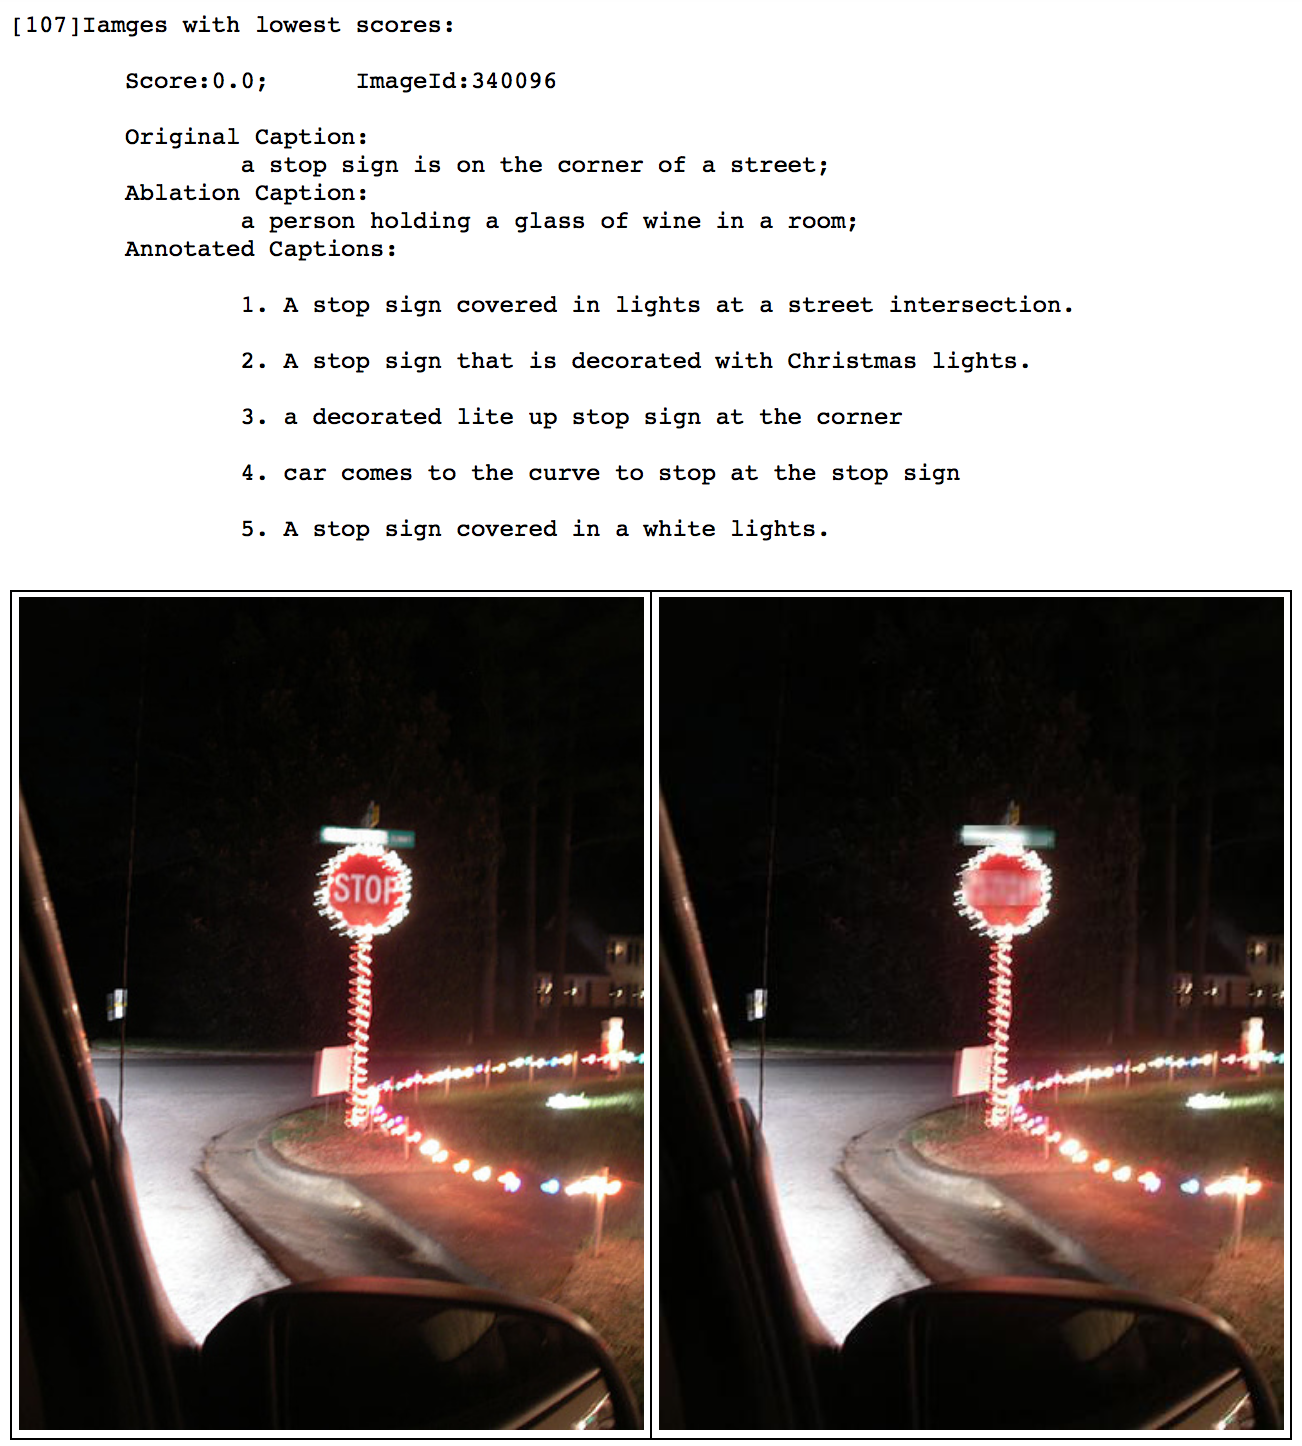 [107]Iamges with lowest scores:
Score:0.0; ImageId:340096
Original Caption:
a stop sign is on the corner of a street;
Ablation Caption:
a person holding a glass of wine in a room;
Annotated Captions:
1. A stop sign covered in lights at a street intersection.
2. A stop sign that is decorated with Christmas lights.
3. a decorated lite up stop sign at the corner
4. car comes to the curve to stop at the stop sign
5. A stop sign covered in a white lights.
STOP